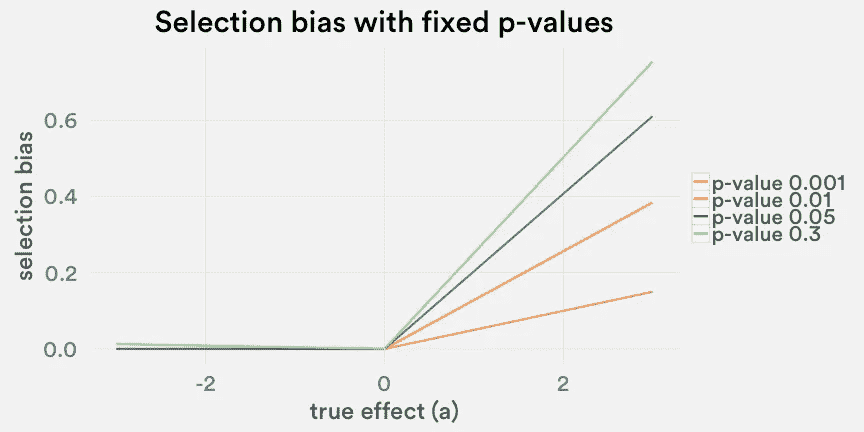 Selection bias with fixed p-values
selection bias
0.6
0.4
0.2
0.0
-2
0
2
true effect (a)
p-value 0.001
p-value 0.01
p-value 0.05
p-value 0.3